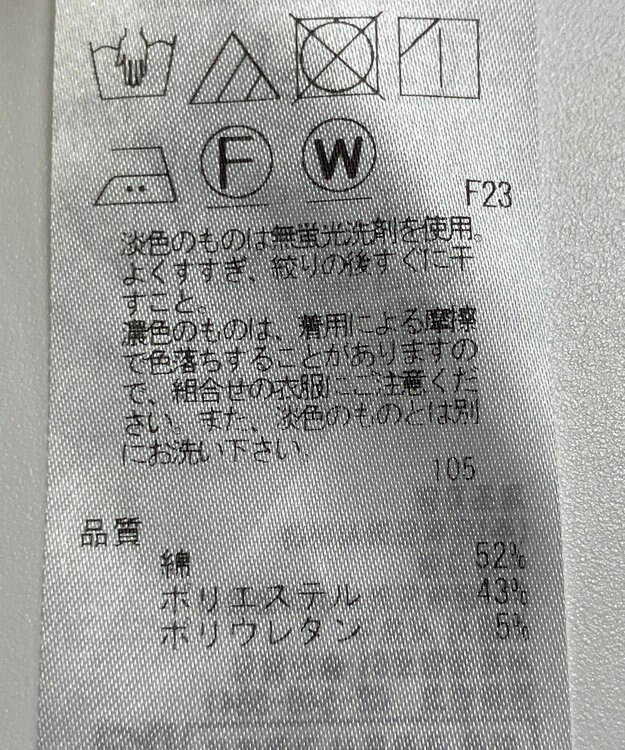 F
W
F23
淡色のものは無蛍光洗剤を使用。
よくすすぎ、絞りの後すぐに干
すこと。
濃色のものは、着用による摩擦
で色落ちすることがありますの
で、組合せの衣服にご注意くだ
さい。また、淡色のものとは別
にお洗い下さい
105
品質
綿 52%
ポリエステル 43%
ポリウレタン 5%